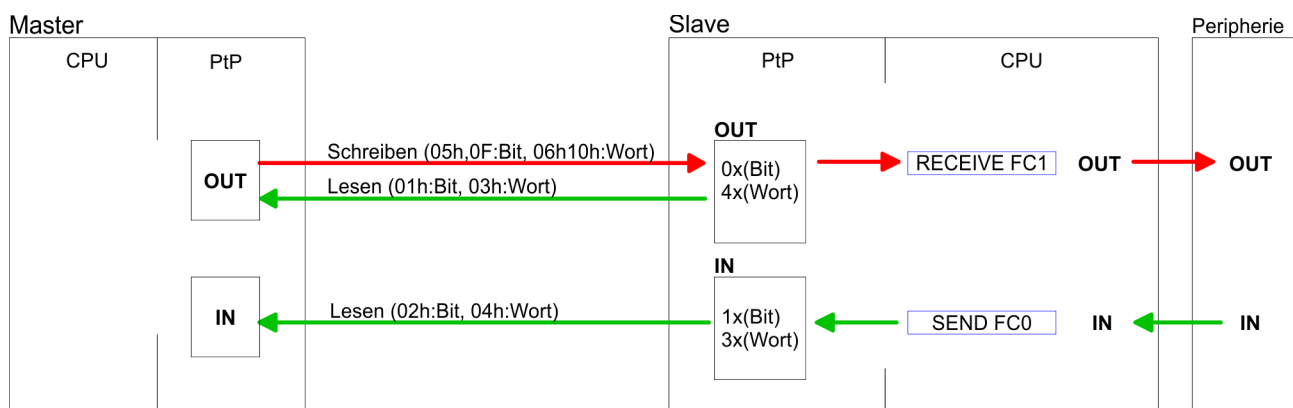 Master
Slave
Peripherie
CPU
PtP
PtP
CPU
OUT
Schreiben (05h,0F:Bit, 06h10h:Wort)
RECEIVE FC1
OUT
OUT
OUT
0x(Bit)
4x(Wort)
Lesen (01h:Bit, 03h:Wort)
IN
IN
Lesen (02h:Bit, 04h:Wort)
1x(Bit)
3x(Wort)
SEND FC0
IN
IN